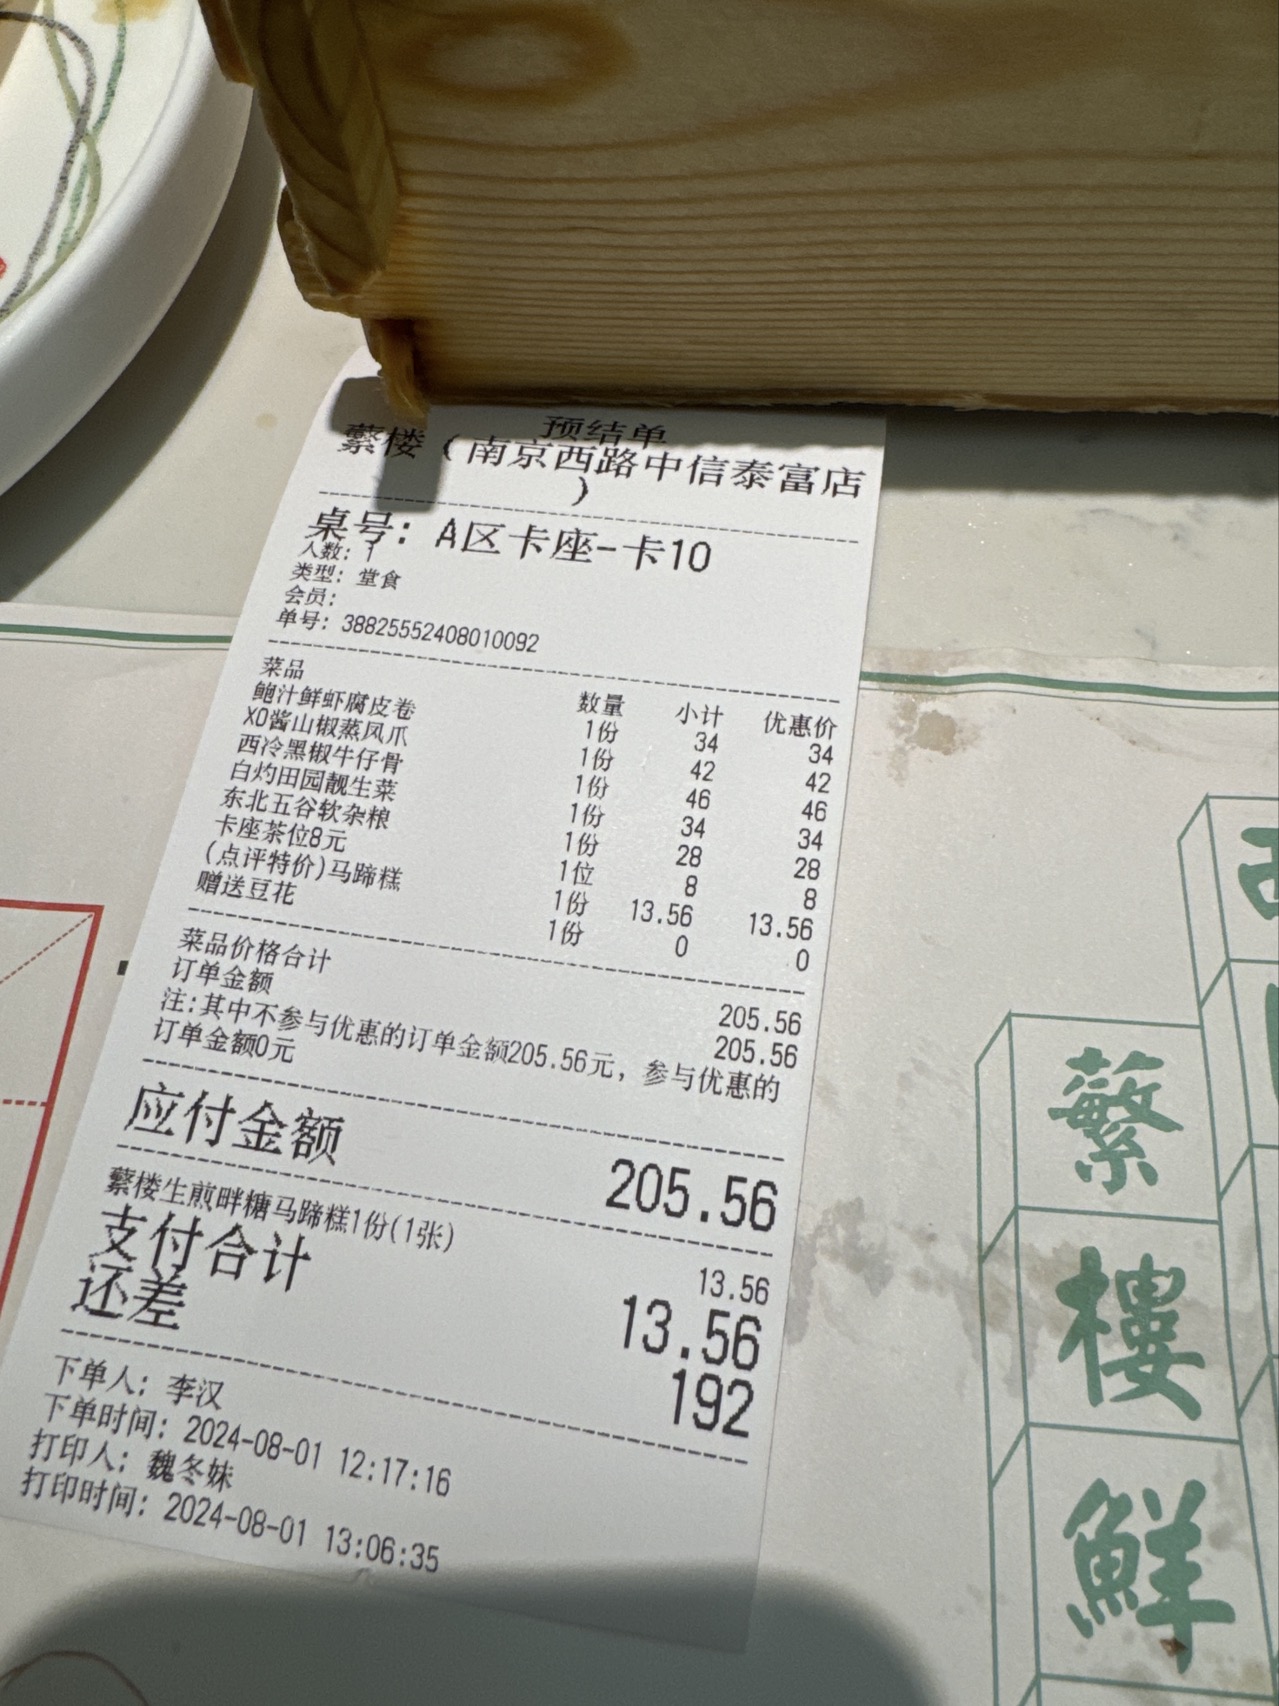 预结单
蘩楼（南京西路中信泰富店
）
桌号：A区卡座-卡10
人数：1
类型：堂食
会员：
单号：38825552408010092
菜品 数量 小计 优惠价
鲍汁鲜虾腐皮卷 1份 34 34
XO酱山椒蒸凤爪 1份 42 42
西冷黑椒牛仔骨 1份 46 46
白灼田园靓生菜 1份 34 34
东北五谷软杂粮 1份 28 28
卡座茶位8元 1位 8 8
(点评特价)马蹄糕 1份 13.56 13.56
赠送豆花 1份 0 0
菜品价格合计 205.56
订单金额 205.56
注:其中不参与优惠的订单金额205.56元，参与优惠的
订单金额0元
应付金额 205.56
蘩楼生煎畔糖马蹄糕1份(1张) 13.56
支付合计 13.56
还差 192
下单人：李汉
下单时间：2024-08-01 12:17:16
打印人：魏冬妹
打印时间：2024-08-01 13:06:35
蘩
樓
鮮